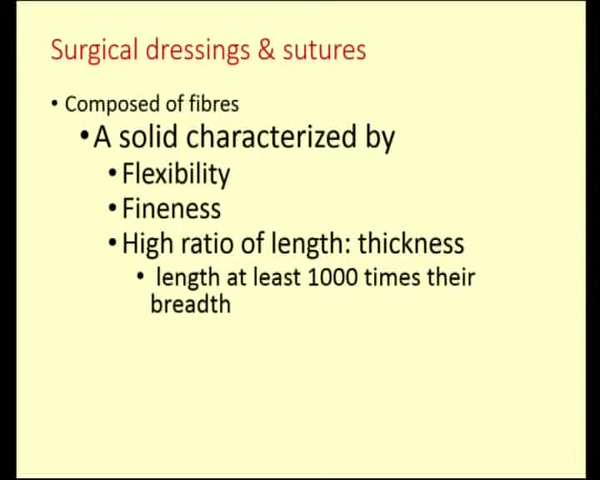 Surgical dressings & sutures
• Composed of fibres
• A solid characterized by
• Flexibility
• Fineness
• High ratio of length: thickness
• length at least 1000 times their
breadth